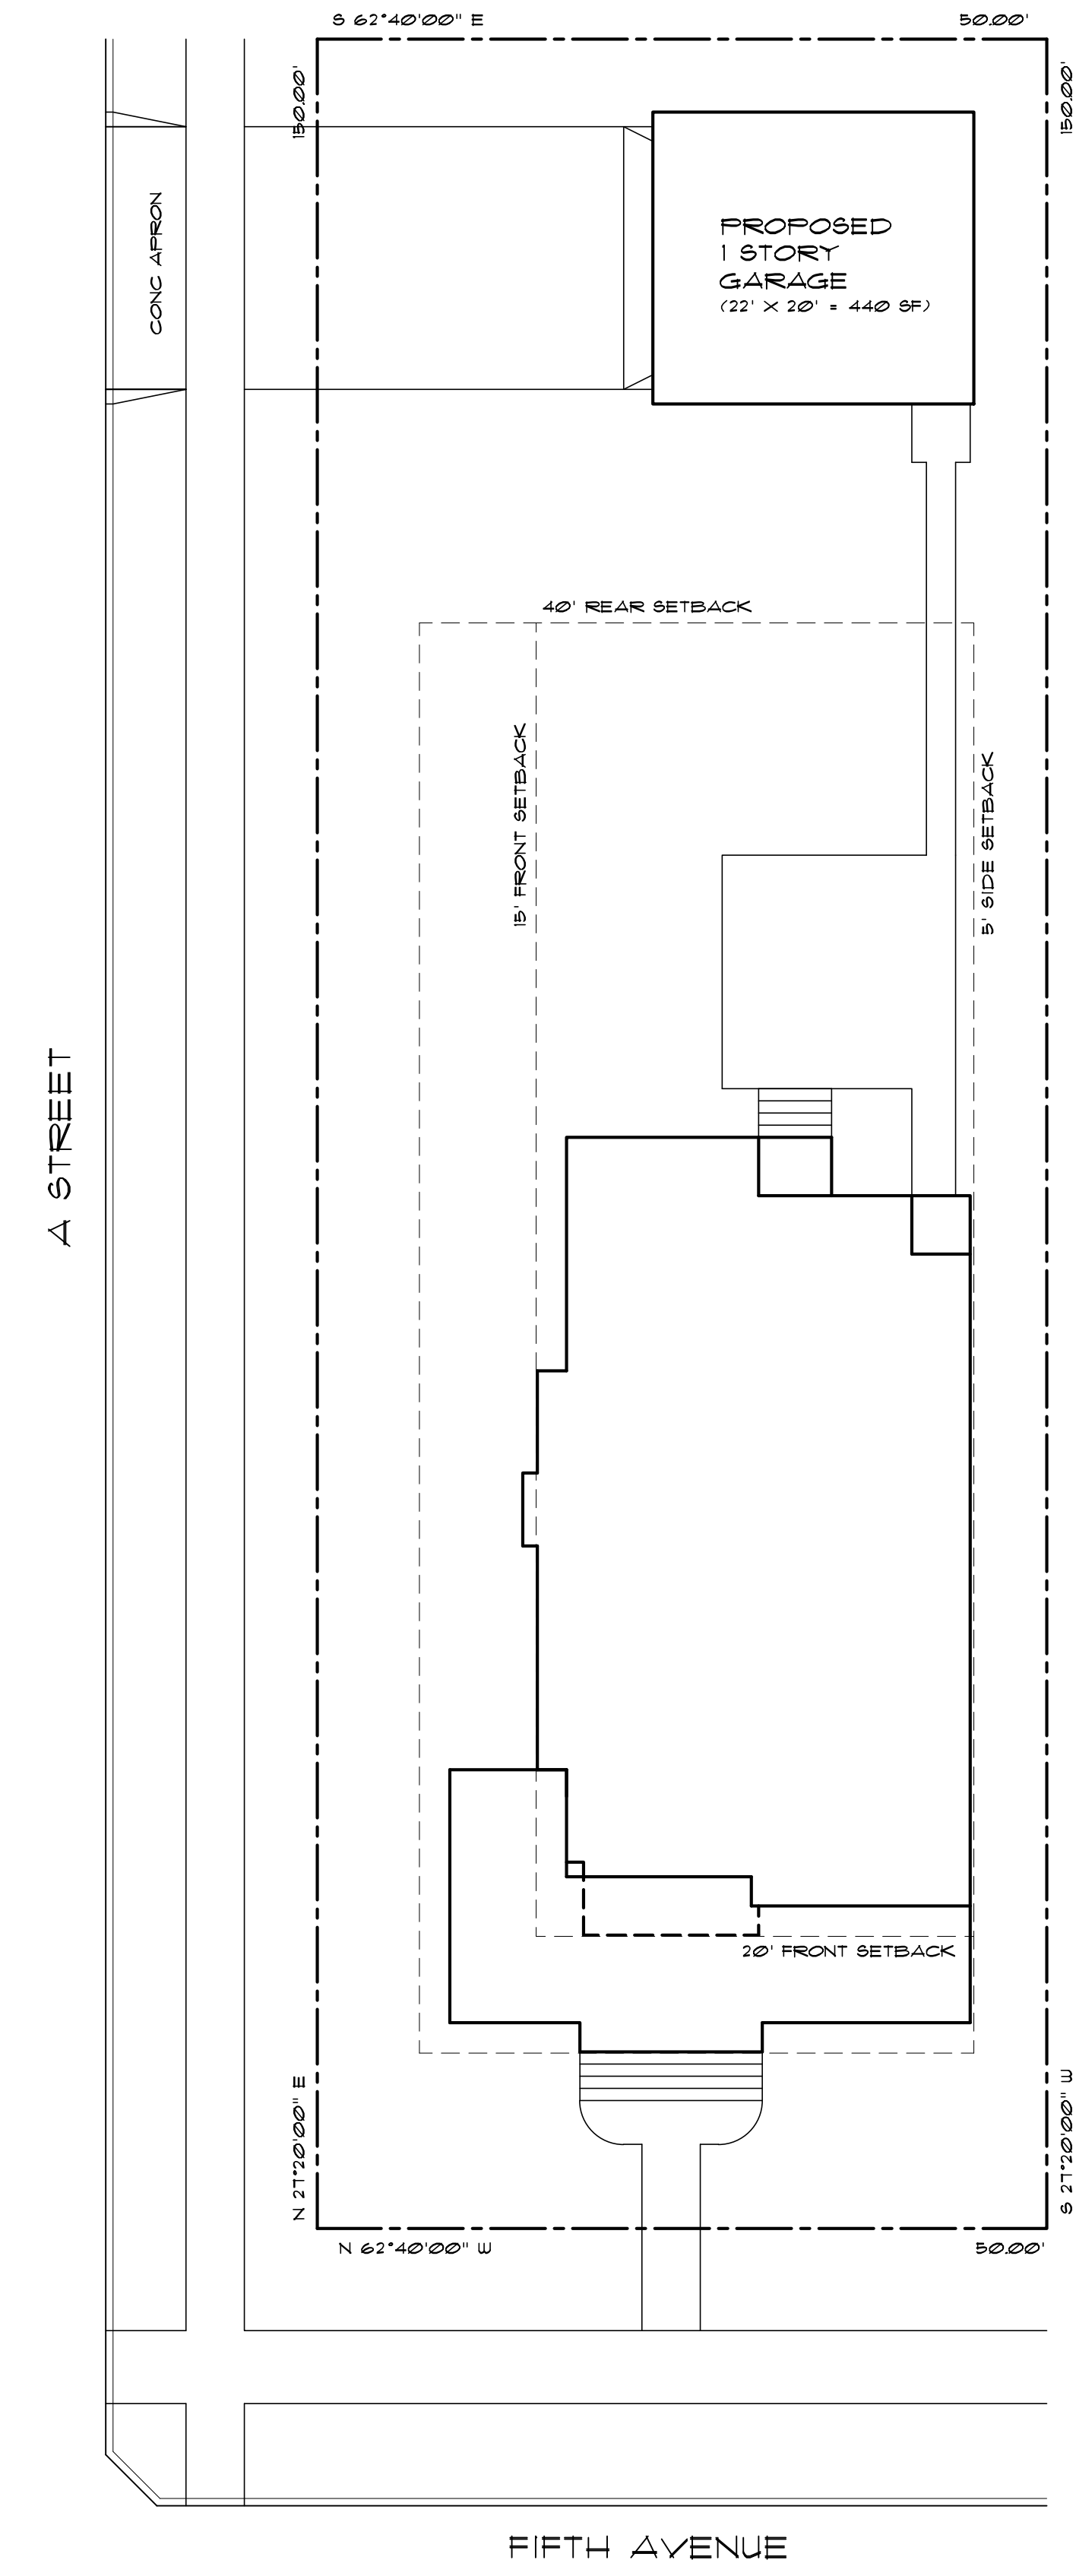 S 62°40'00" E
50.00'
150.00'
150.00'
CONC APRON
PROPOSED
1 STORY
GARAGE
(22' X 20' = 440 SF)
40' REAR SETBACK
15' FRONT SETBACK
5' SIDE SETBACK
A STREET
20' FRONT SETBACK
N 27°20'00" E
S 27°20'00" W
N 62°40'00" W
50.00'
FIFTH AVENUE